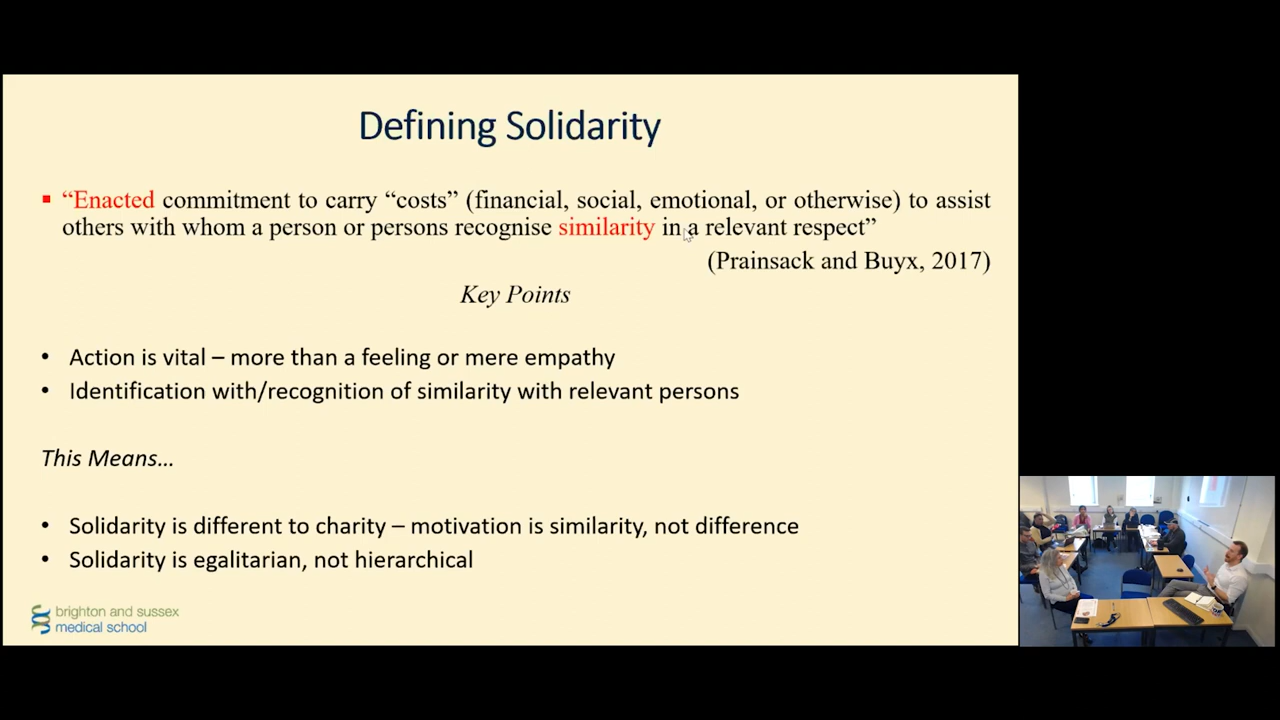 Defining Solidarity
“Enacted commitment to carry “costs” (financial, social, emotional, or otherwise) to assist
others with whom a person or persons recognise similarity in a relevant respect”
(Prainsack and Buyx, 2017)
Key Points
• Action is vital – more than a feeling or mere empathy
• Identification with/recognition of similarity with relevant persons
This Means…
• Solidarity is different to charity – motivation is similarity, not difference
• Solidarity is egalitarian, not hierarchical
brighton and sussex
medical school